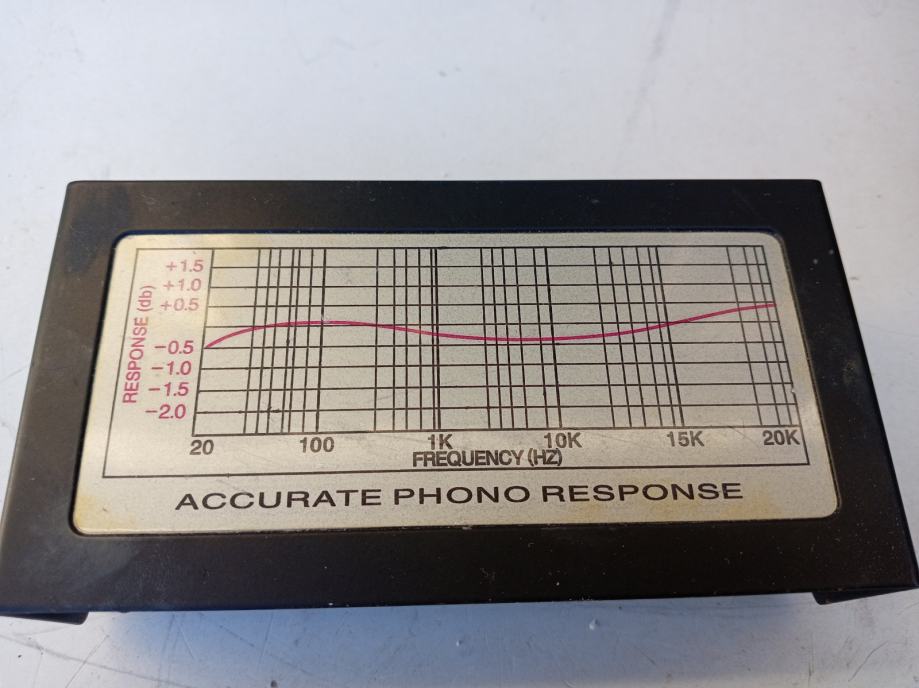 +1.5
+1.0
+0.5
−0.5
−1.0
−1.5
−2.0
RESPONSE (db)
20 100 1K 10K 15K 20K
FREQUENCY (HZ)
ACCURATE PHONO RESPONSE